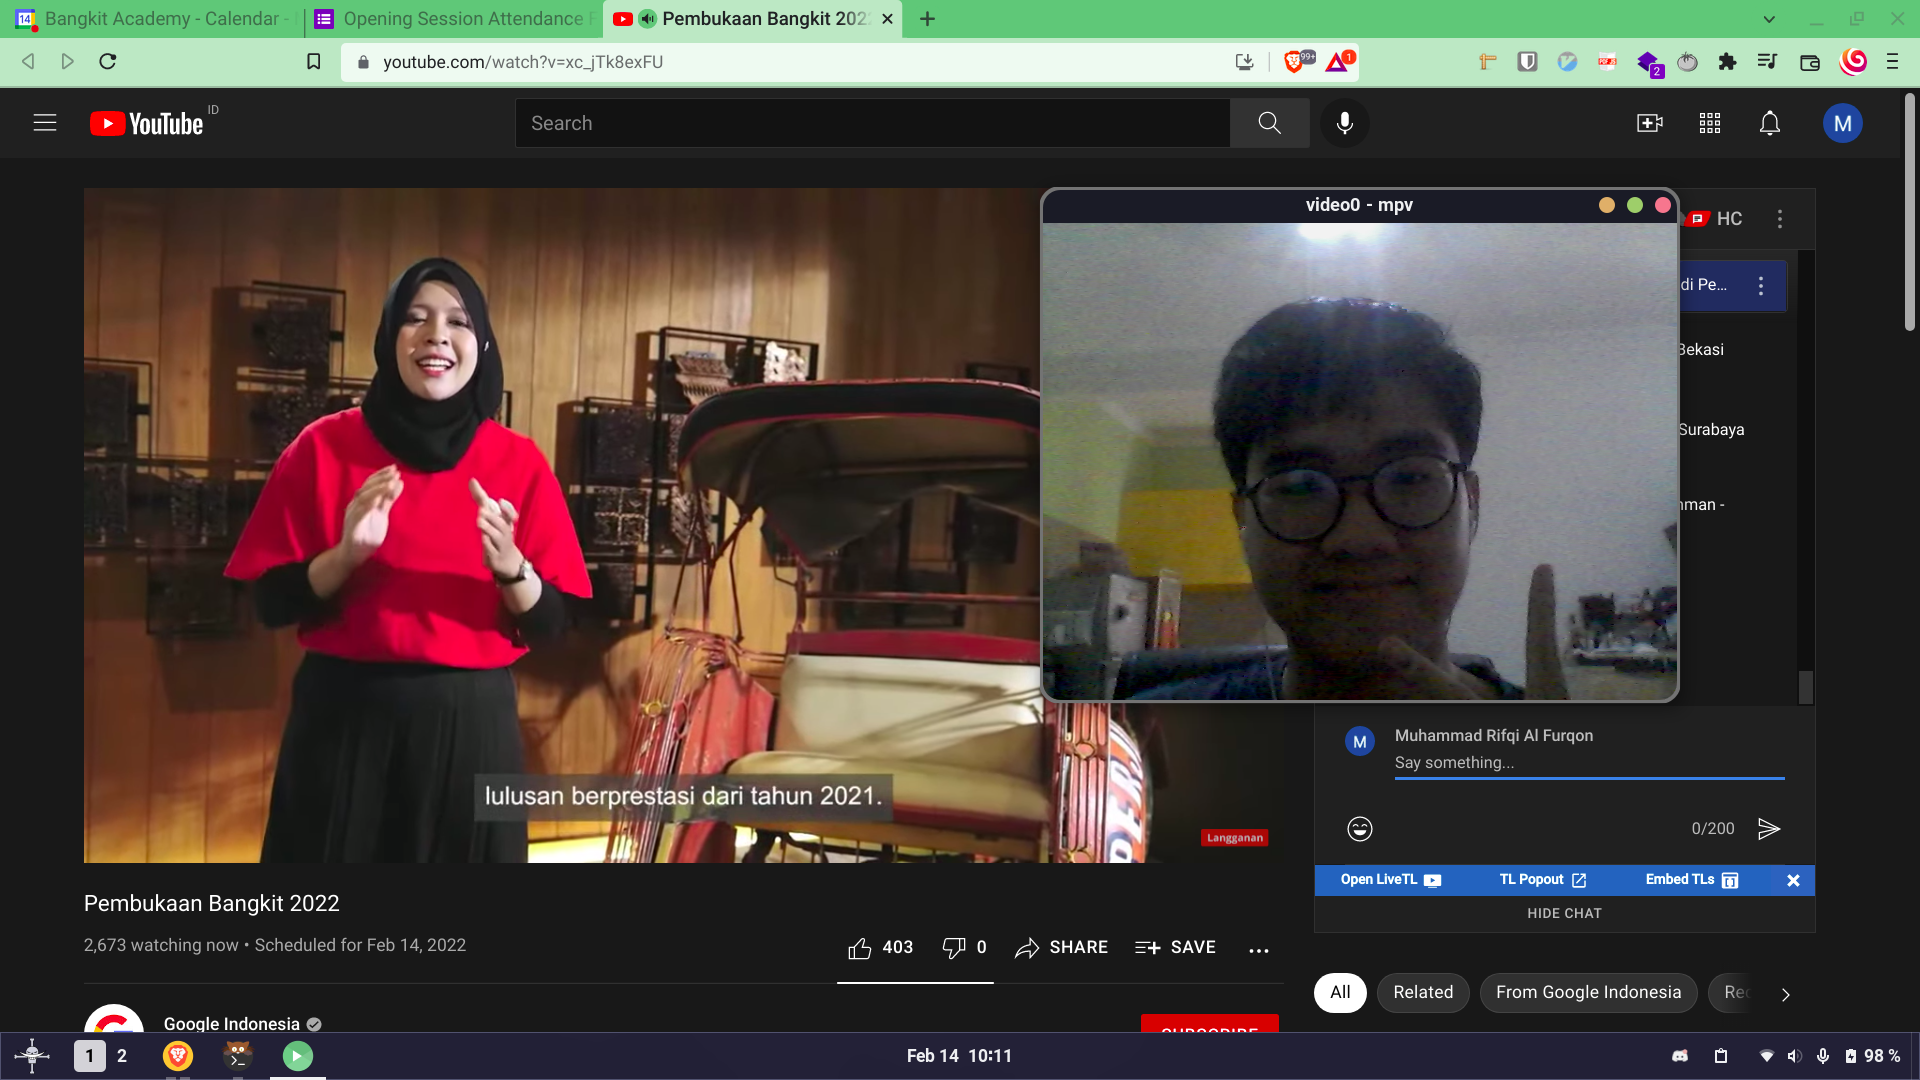 Bangkit Academy - Calendar -
Opening Session Attendance F
Pembukaan Bangkit 202
youtube.com/watch?v=xc_jTk8exFU
99+
1
2
YouTube
ID
Search
M
video0 - mpv
HC
di Pe...
Bekasi
Surabaya
lulusan berprestasi dari tahun 2021.
Langganan
M
Muhammad Rifqi Al Furqon
Say something...
0/200
Open LiveTL
TL Popout
Embed TLs
HIDE CHAT
Pembukaan Bangkit 2022
2,673 watching now • Scheduled for Feb 14, 2022
403
0
SHARE
SAVE
All
Related
From Google Indonesia
Rec
Google Indonesia
SUBSCRIBE
1
2
Feb 14 10:11
98 %